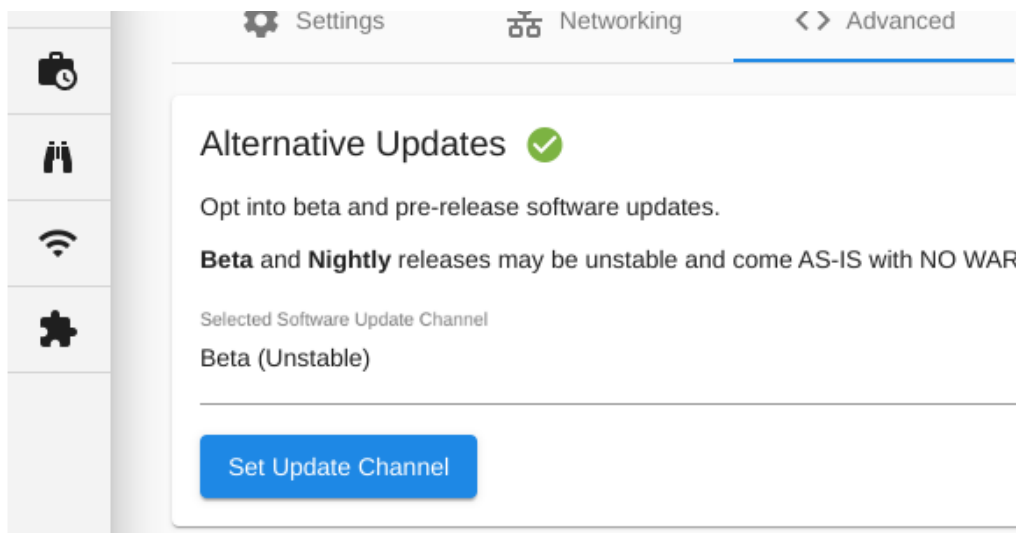 Settings
Networking
Advanced
Alternative Updates
Opt into beta and pre-release software updates.
Beta and Nightly releases may be unstable and come AS-IS with NO WAR
Selected Software Update Channel
Beta (Unstable)
Set Update Channel